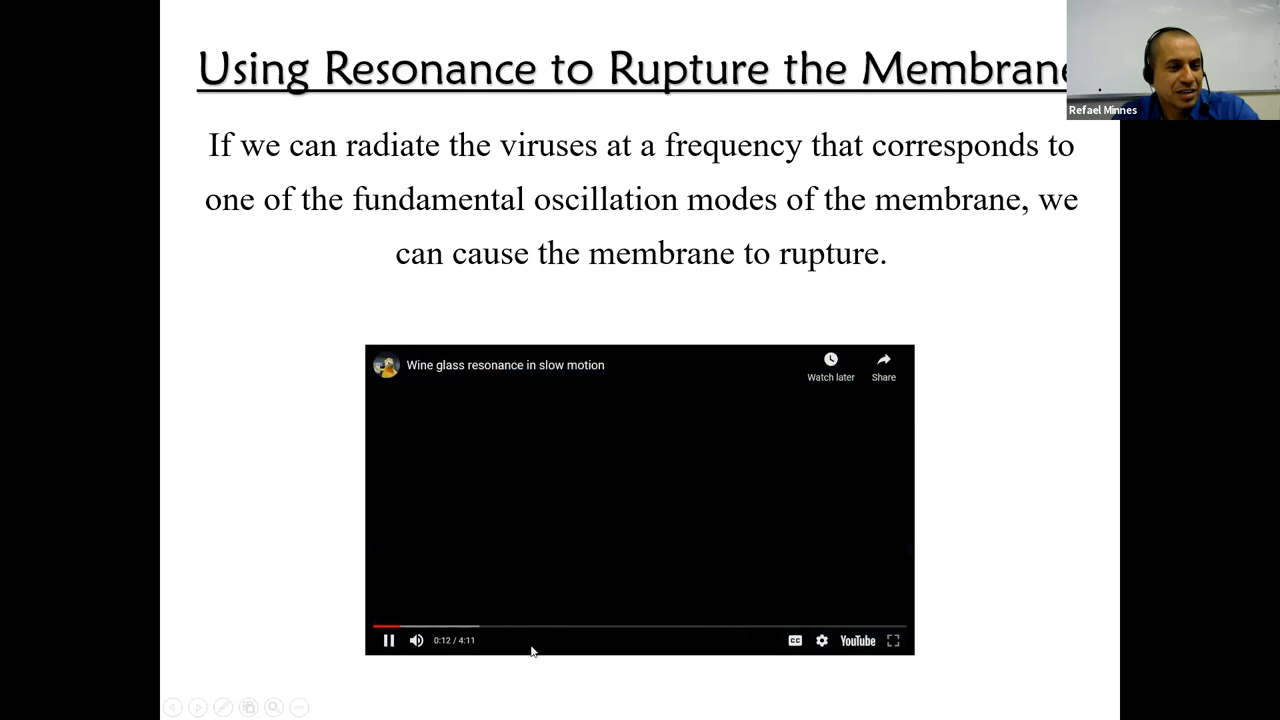 Using Resonance to Rupture the Membrane
Refael Minnes
If we can radiate the viruses at a frequency that corresponds to
one of the fundamental oscillation modes of the membrane, we
can cause the membrane to rupture.
Wine glass resonance in slow motion
Watch later
Share
0:12 / 4:11
CC
YouTube